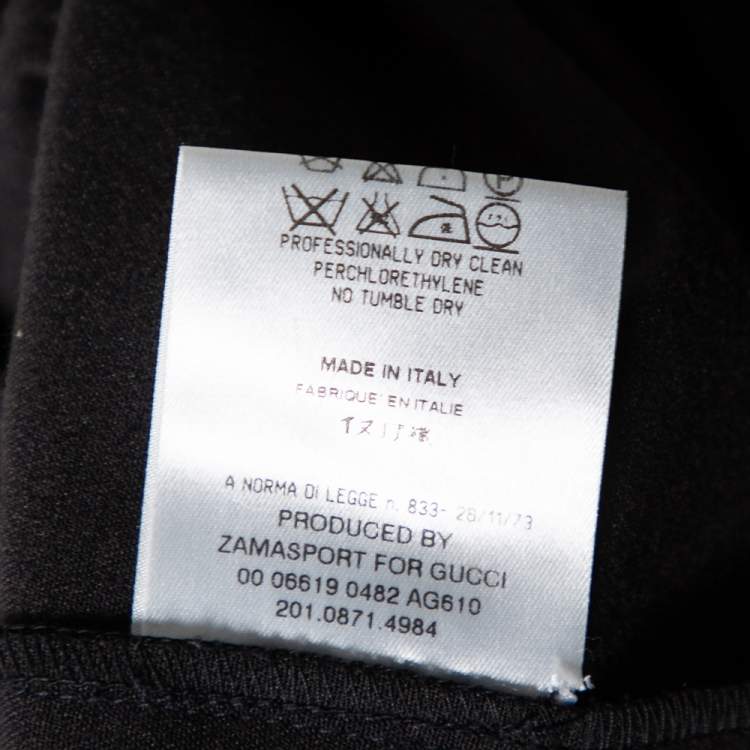 PROFESSIONALLY DRY CLEAN
PERCHLORETHYLENE
NO TUMBLE DRY
MADE IN ITALY
FABRIQUE' EN ITALIE
A NORMA DI LEGGE n. 833- 28/11/73
PRODUCED BY
ZAMASPORT FOR GUCCI
00 06619 0482 AG610
201.0871.4984